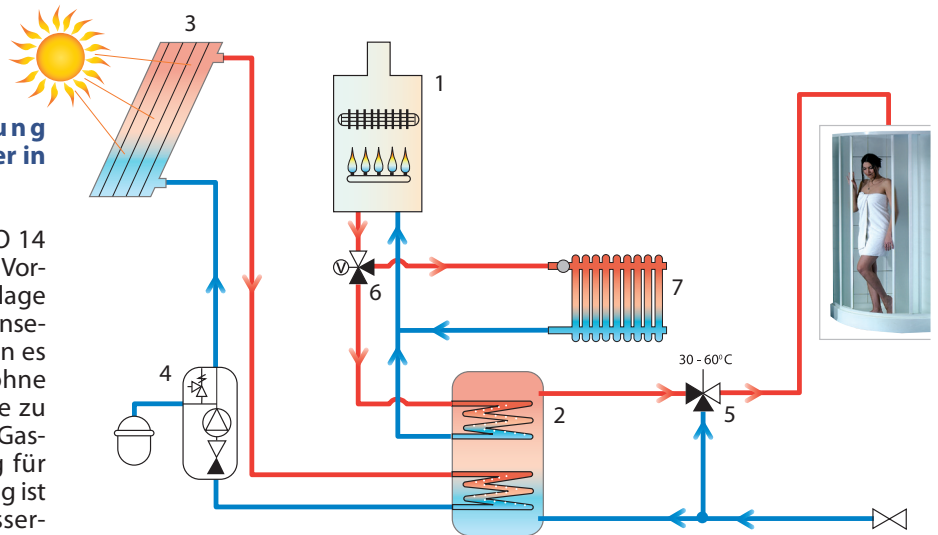 3
1
ung
er in
O 14
Vor-
lage
nse-
n es
ohne
e zu
Gas-
g für
g ist
sser-
V
6
7
30 - 60°C
4
2
5